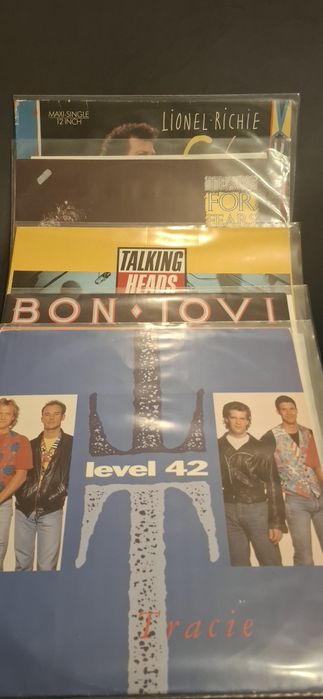 MAXI-SINGLE
12 INCH
LIONEL·RICHIE
TEARS
FOR
FEARS
TALKING
HEADS
BON·JOVI
level 42
Tracie